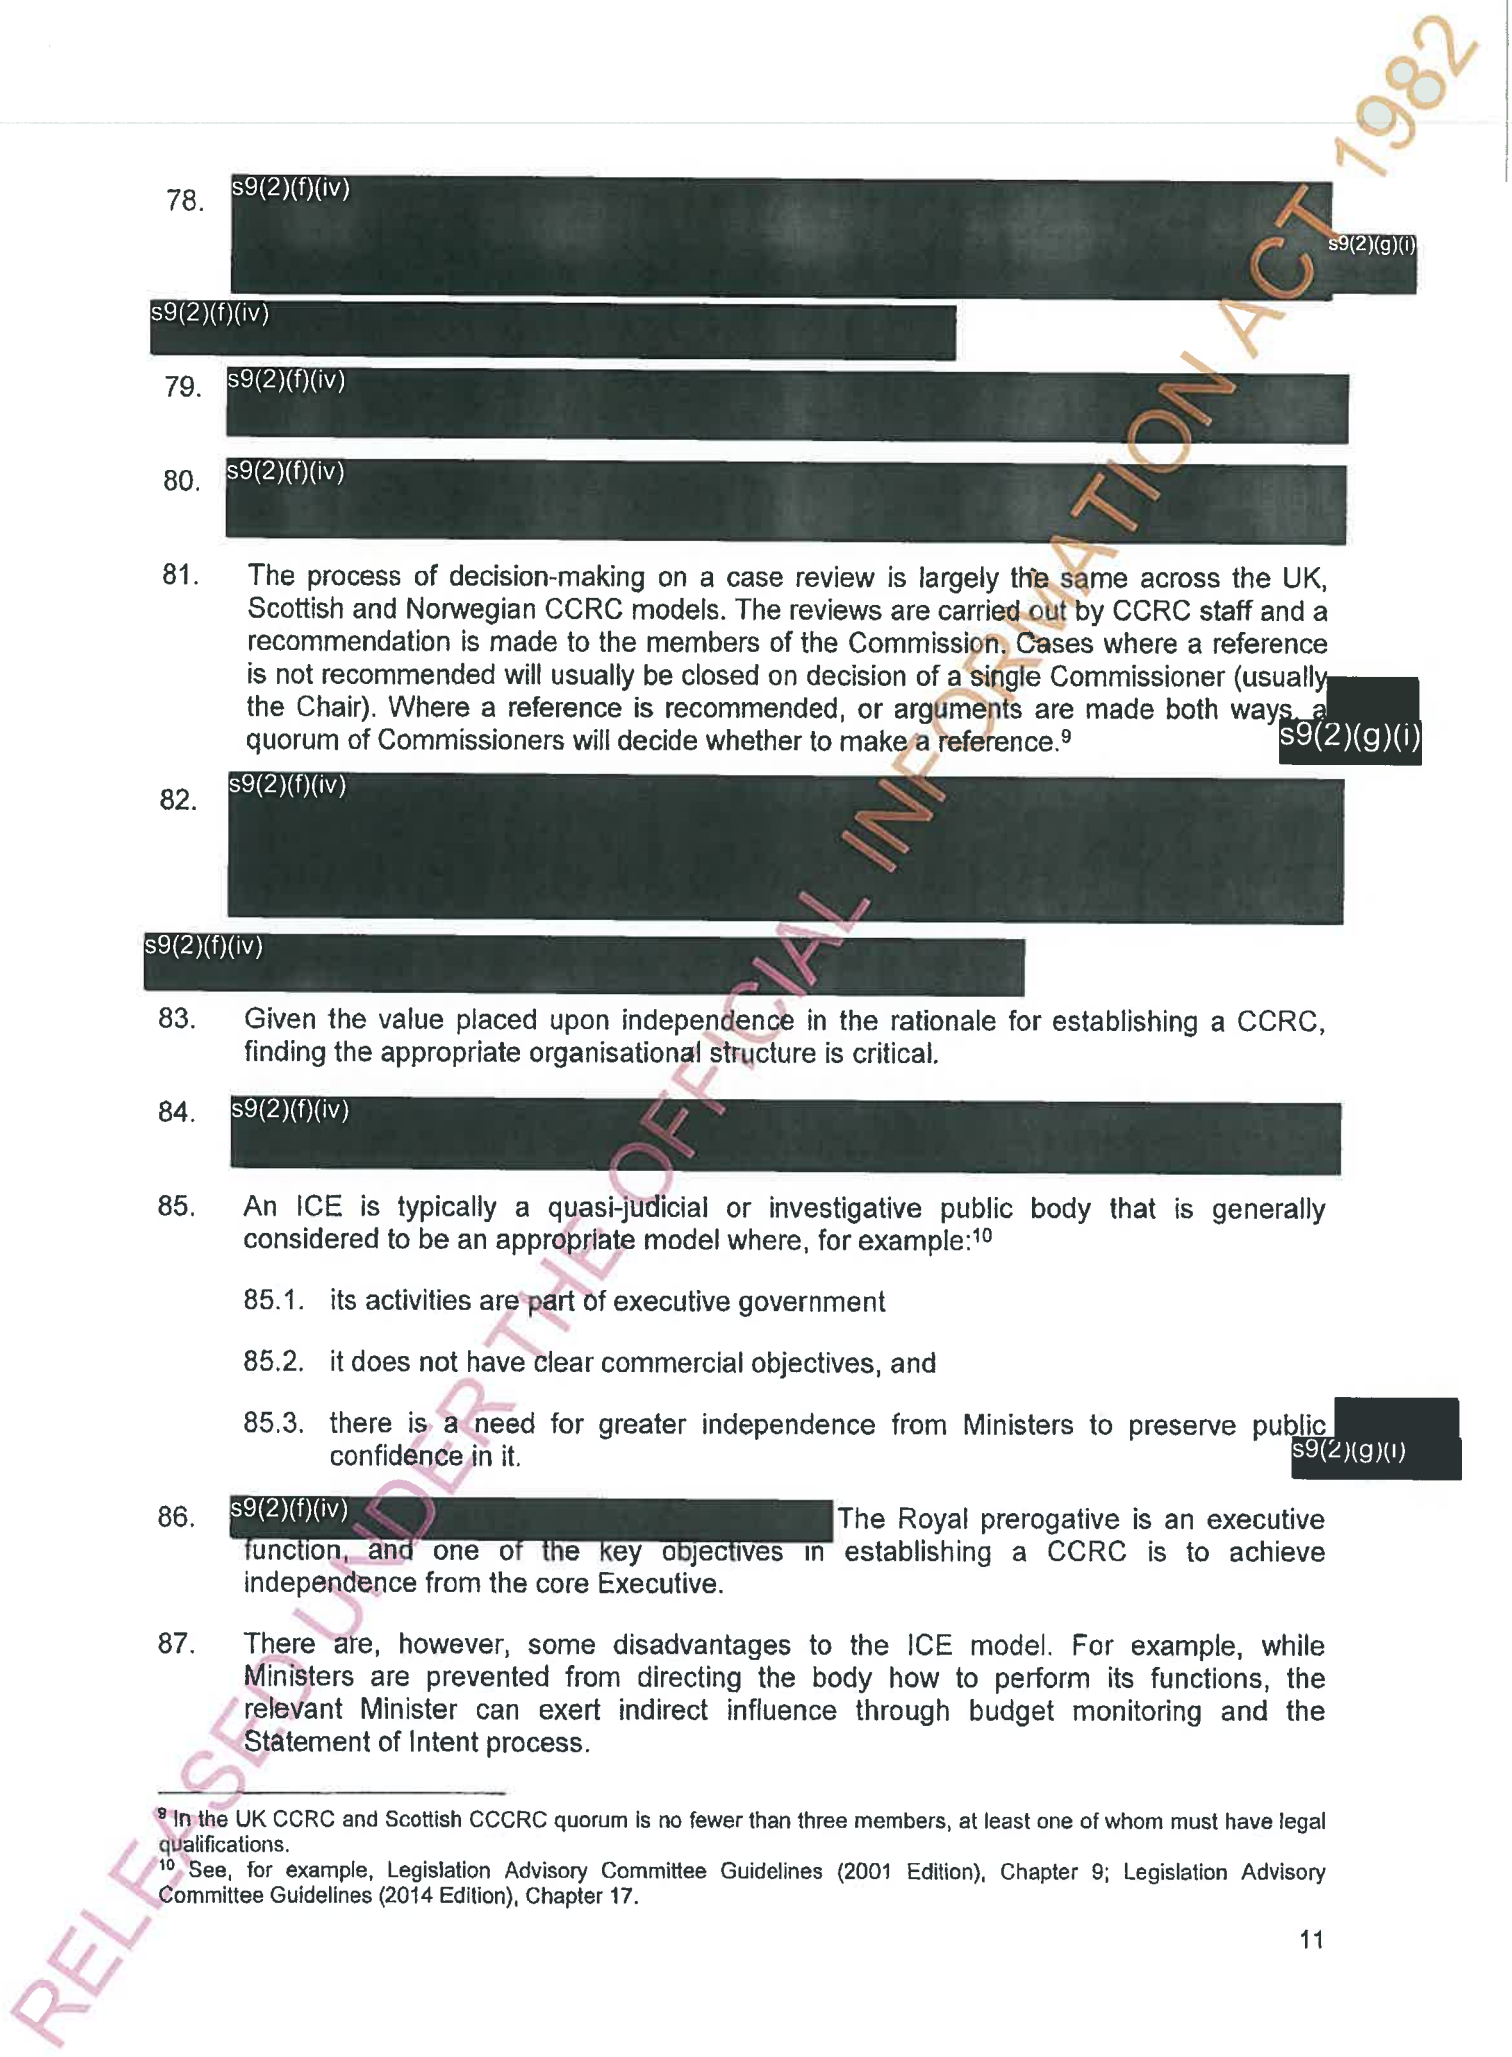 RELEASED UNDER THE OFFICIAL INFORMATION ACT 1982
78. s9(2)(f)(iv)
s9(2)(g)(i)
s9(2)(f)(iv)
79. s9(2)(f)(iv)
80. s9(2)(f)(iv)
81. The process of decision-making on a case review is largely the same across the UK,
Scottish and Norwegian CCRC models. The reviews are carried out by CCRC staff and a
recommendation is made to the members of the Commission. Cases where a reference
is not recommended will usually be closed on decision of a single Commissioner (usually
the Chair). Where a reference is recommended, or arguments are made both ways, a
quorum of Commissioners will decide whether to make a reference.⁹
s9(2)(g)(i)
82. s9(2)(f)(iv)
s9(2)(f)(iv)
83. Given the value placed upon independence in the rationale for establishing a CCRC,
finding the appropriate organisational structure is critical.
84. s9(2)(f)(iv)
85. An ICE is typically a quasi-judicial or investigative public body that is generally
considered to be an appropriate model where, for example:¹⁰
85.1. its activities are part of executive government
85.2. it does not have clear commercial objectives, and
85.3. there is a need for greater independence from Ministers to preserve public
confidence in it.
s9(2)(g)(i)
86. s9(2)(f)(iv) The Royal prerogative is an executive
function, and one of the key objectives in establishing a CCRC is to achieve
independence from the core Executive.
87. There are, however, some disadvantages to the ICE model. For example, while
Ministers are prevented from directing the body how to perform its functions, the
relevant Minister can exert indirect influence through budget monitoring and the
Statement of Intent process.
⁹ In the UK CCRC and Scottish CCCRC quorum is no fewer than three members, at least one of whom must have legal
qualifications.
¹⁰ See, for example, Legislation Advisory Committee Guidelines (2001 Edition), Chapter 9; Legislation Advisory
Committee Guidelines (2014 Edition), Chapter 17.
11